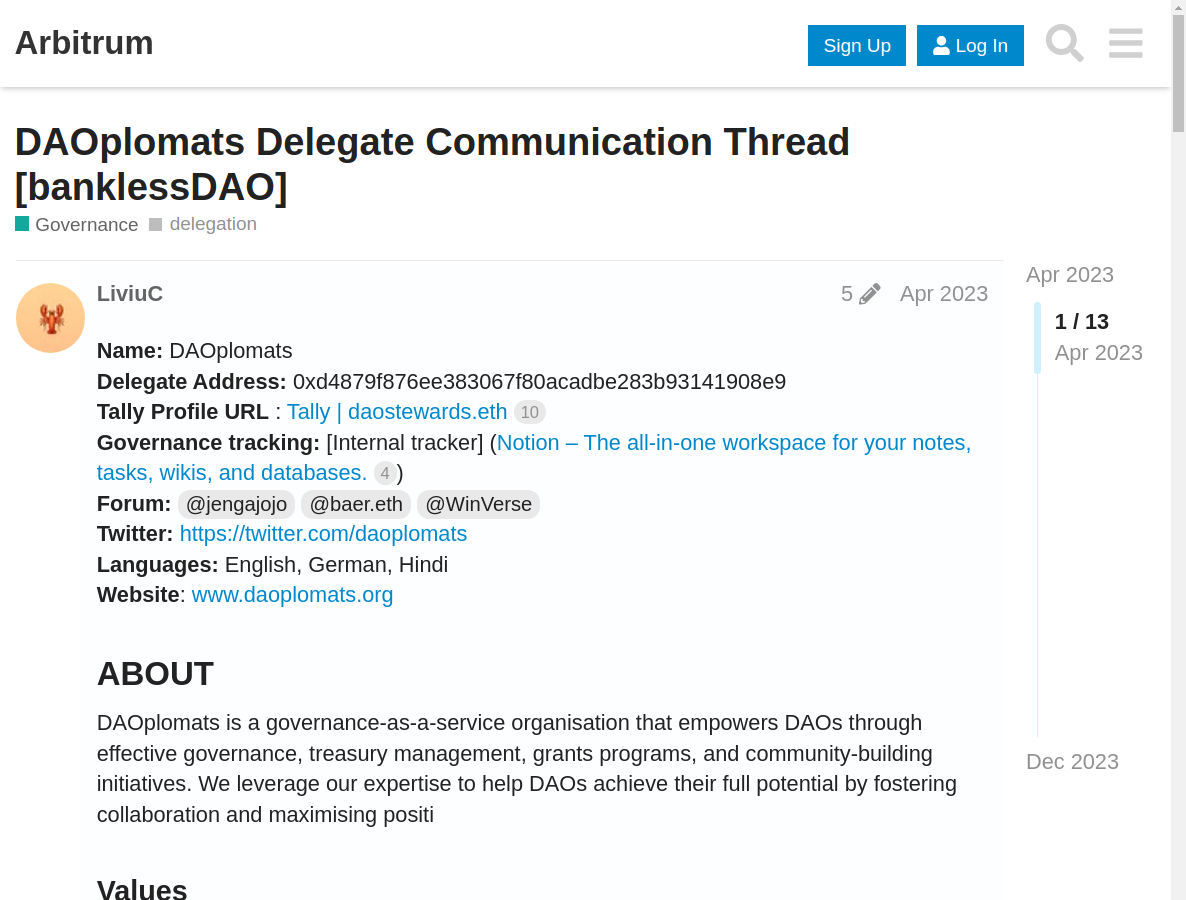 Arbitrum
Sign Up
Log In
DAOplomats Delegate Communication Thread
[banklessDAO]
Governance delegation
LiviuC
5 Apr 2023
Name: DAOplomats
Delegate Address: 0xd4879f876ee383067f80acadbe283b93141908e9
Tally Profile URL : Tally | daostewards.eth 10
Governance tracking: [Internal tracker] (Notion – The all-in-one workspace for your notes,
tasks, wikis, and databases. 4)
Forum: @jengajojo @baer.eth @WinVerse
Twitter: https://twitter.com/daoplomats
Languages: English, German, Hindi
Website: www.daoplomats.org
ABOUT
DAOplomats is a governance-as-a-service organisation that empowers DAOs through
effective governance, treasury management, grants programs, and community-building
initiatives. We leverage our expertise to help DAOs achieve their full potential by fostering
collaboration and maximising positi
Values
Apr 2023
1 / 13
Apr 2023
Dec 2023